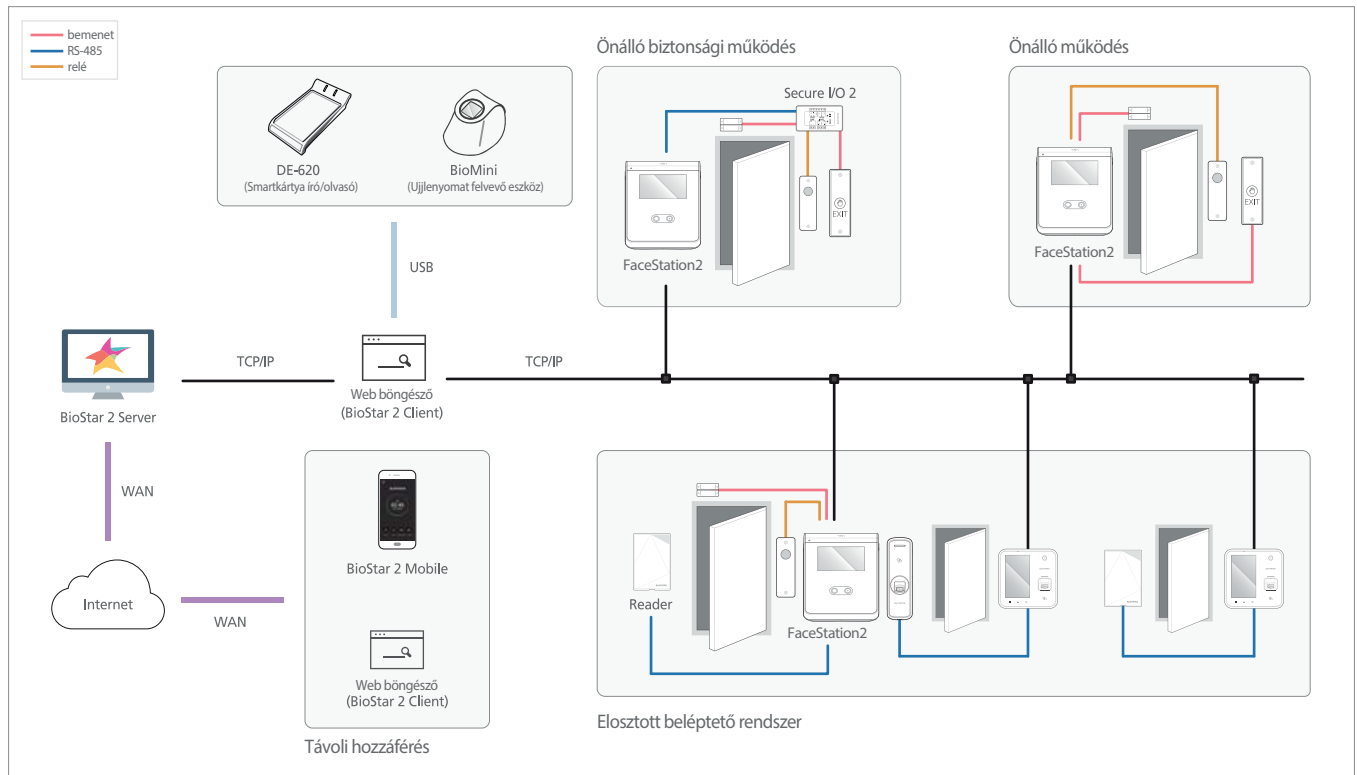 bemenet
RS-485
relé
Önálló biztonsági működés
Önálló működés
Secure I/O 2
DE-620
(Smartkártya író/olvasó)
BioMini
(Ujjlenyomat felvevő eszköz)
EXIT
FaceStation2
EXIT
FaceStation2
USB
TCP/IP
TCP/IP
BioStar 2 Server
Web böngésző
(BioStar 2 Client)
WAN
BioStar 2 Mobile
Internet
WAN
Web böngésző
(BioStar 2 Client)
Távoli hozzáférés
Reader
FaceStation2
Elosztott beléptető rendszer